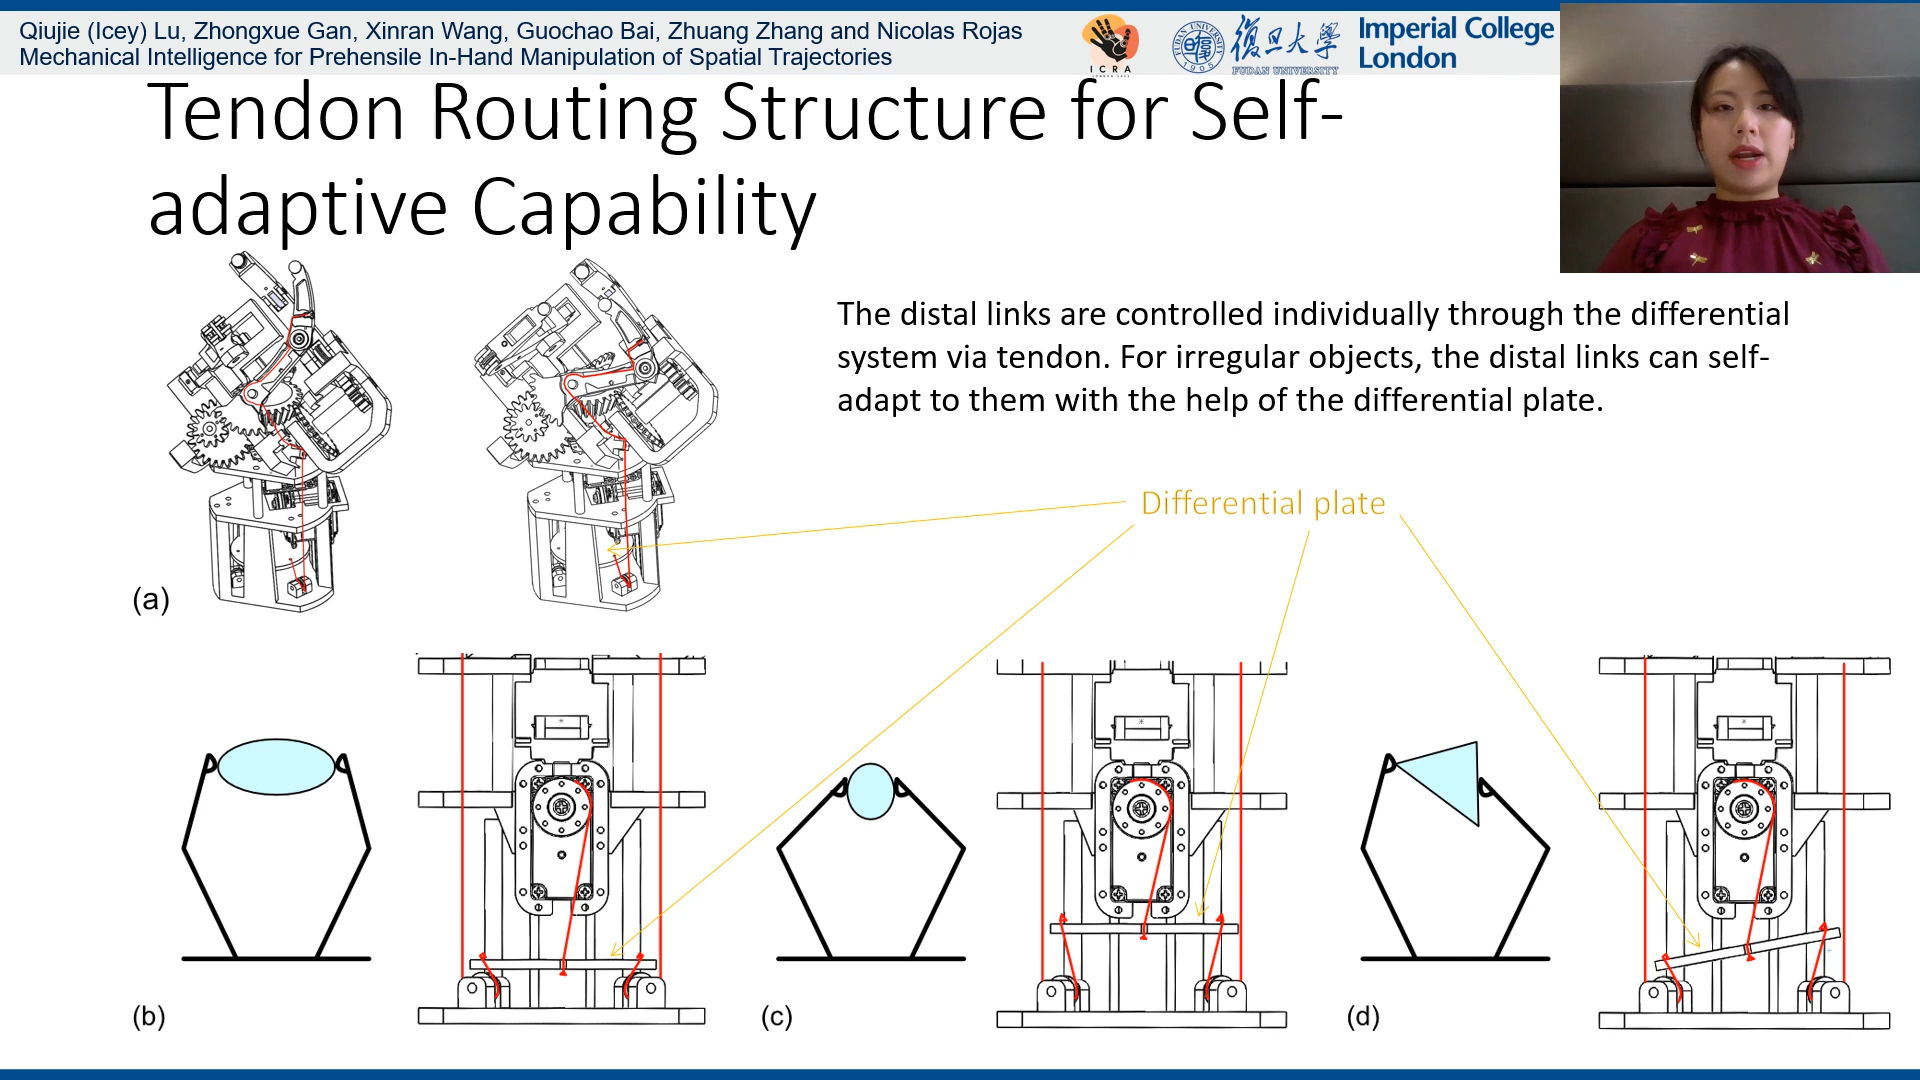 Qiujie (Icey) Lu, Zhongxue Gan, Xinran Wang, Guochao Bai, Zhuang Zhang and Nicolas Rojas
Mechanical Intelligence for Prehensile In-Hand Manipulation of Spatial Trajectories
ICRA
復旦大學
FUDAN UNIVERSITY
1905
Imperial College
London
Tendon Routing Structure for Self-
adaptive Capability
The distal links are controlled individually through the differential
system via tendon. For irregular objects, the distal links can self-
adapt to them with the help of the differential plate.
Differential plate
(a)
(b)
(c)
(d)